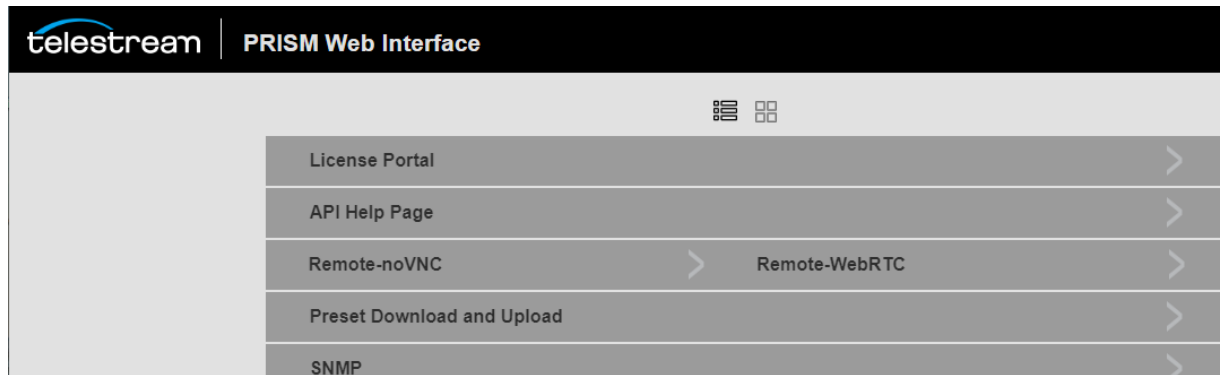 telestream PRISM Web Interface
License Portal
API Help Page
Remote-noVNC Remote-WebRTC
Preset Download and Upload
SNMP